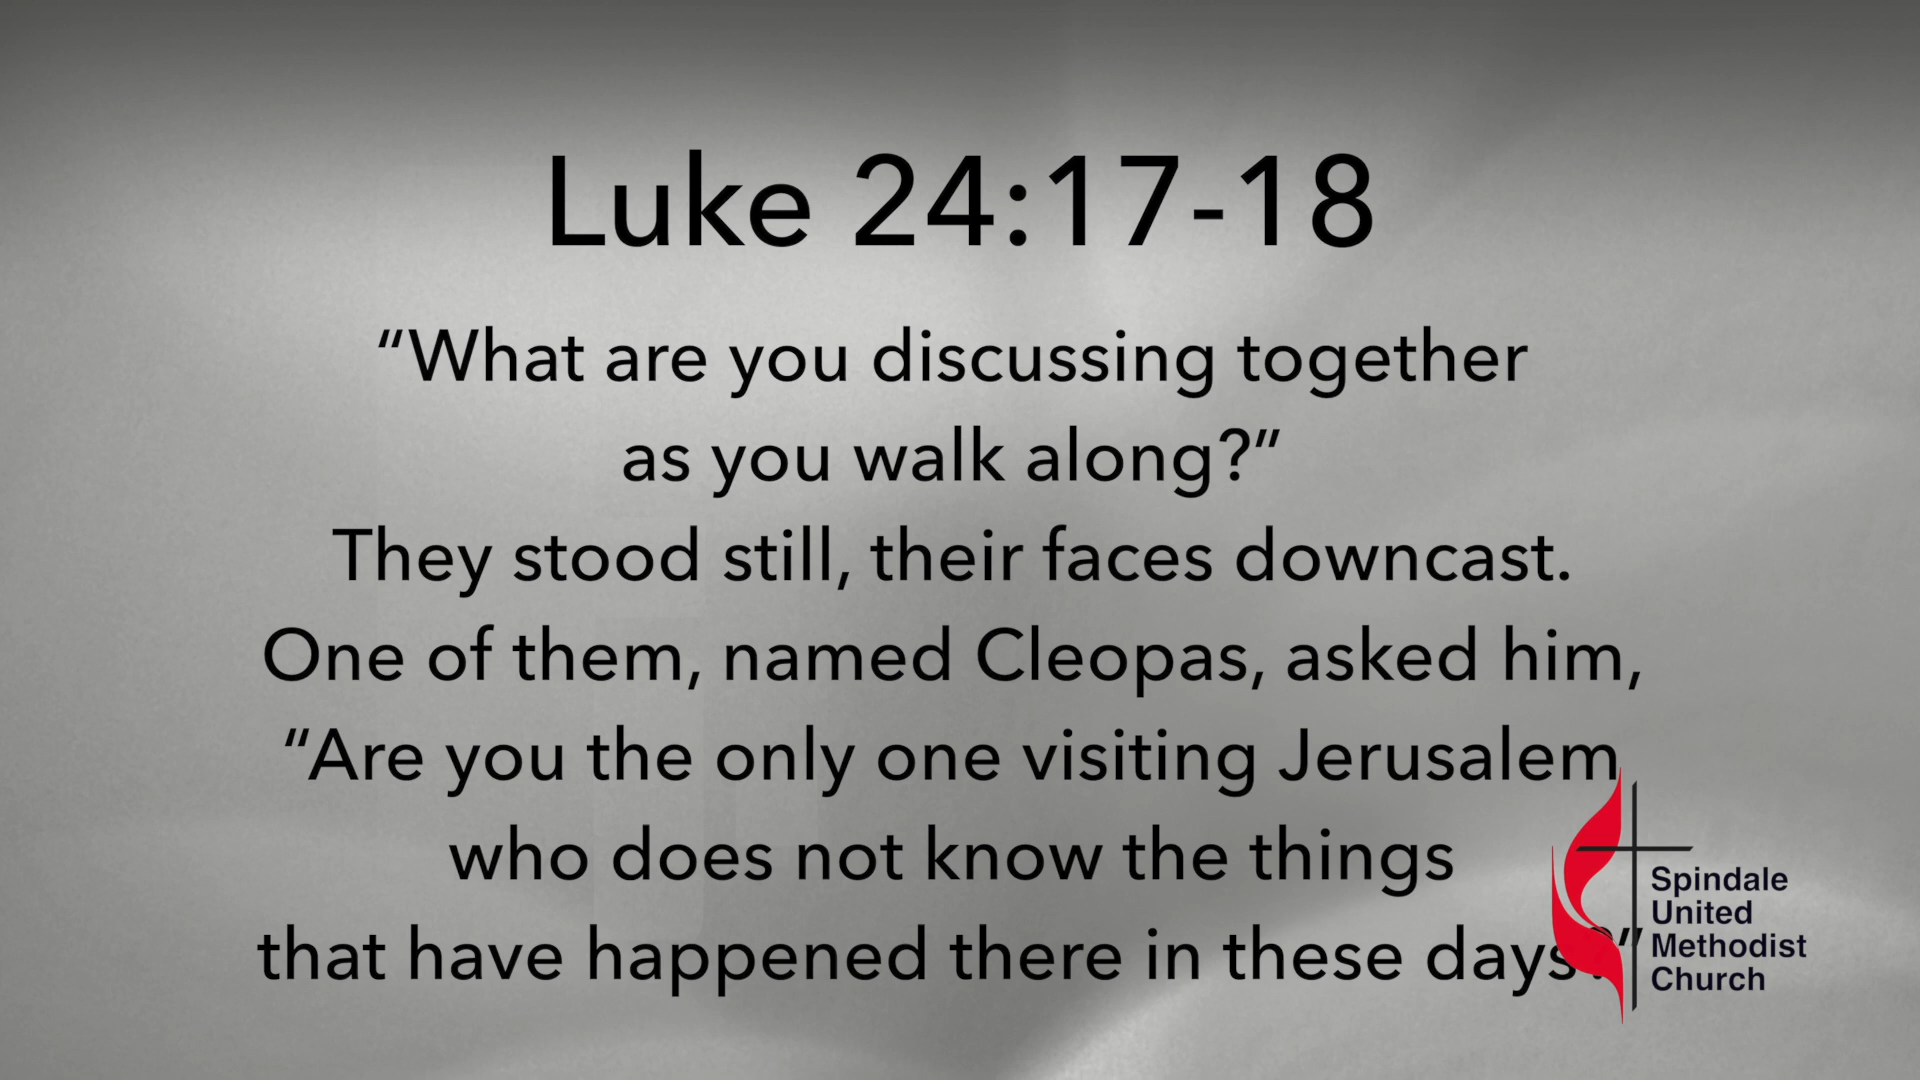 Luke 24:17-18
“What are you discussing together
as you walk along?”
They stood still, their faces downcast.
One of them, named Cleopas, asked him,
“Are you the only one visiting Jerusalem
who does not know the things
that have happened there in these days?”
Spindale
United
Methodist
Church